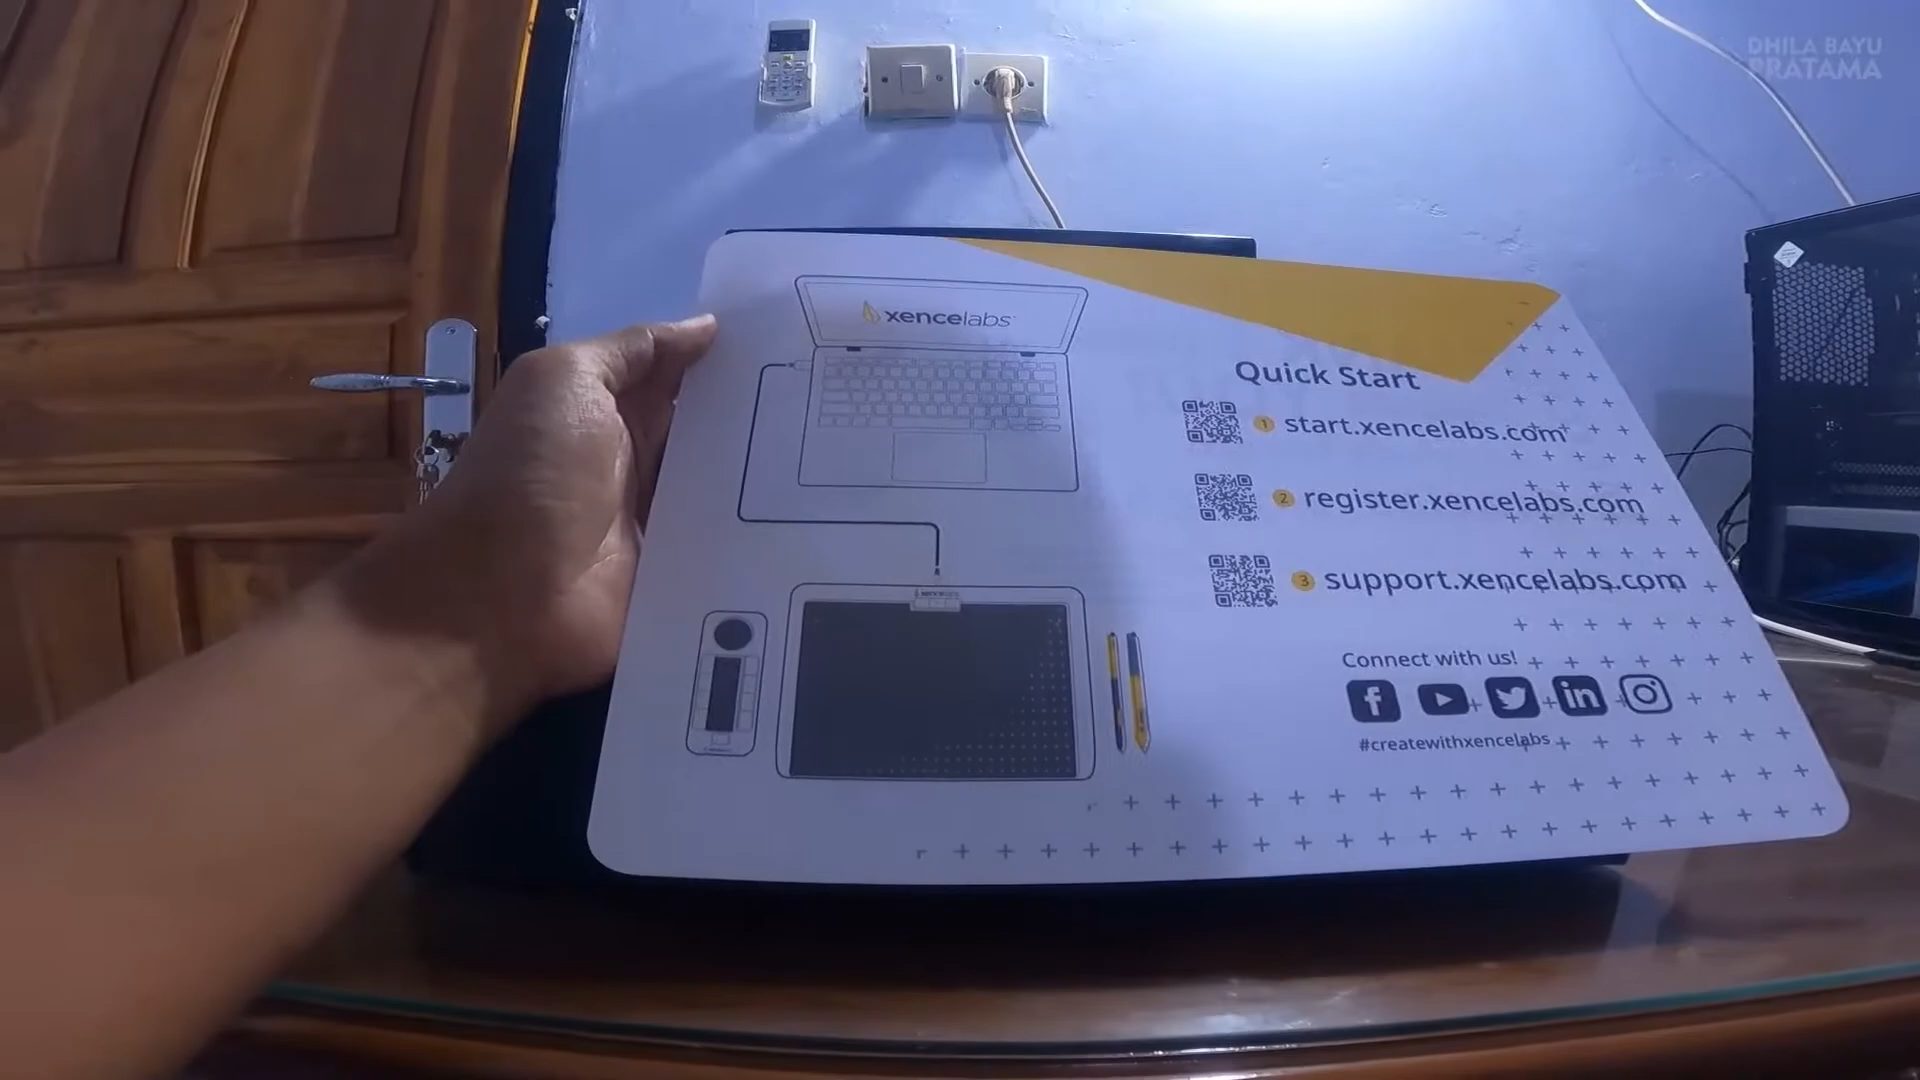 DHILA BAYU
PRATAMA
xencelabs
Quick Start
1 start.xencelabs.com
2 register.xencelabs.com
3 support.xencelabs.com
Connect with us!
#createwithxencelabs